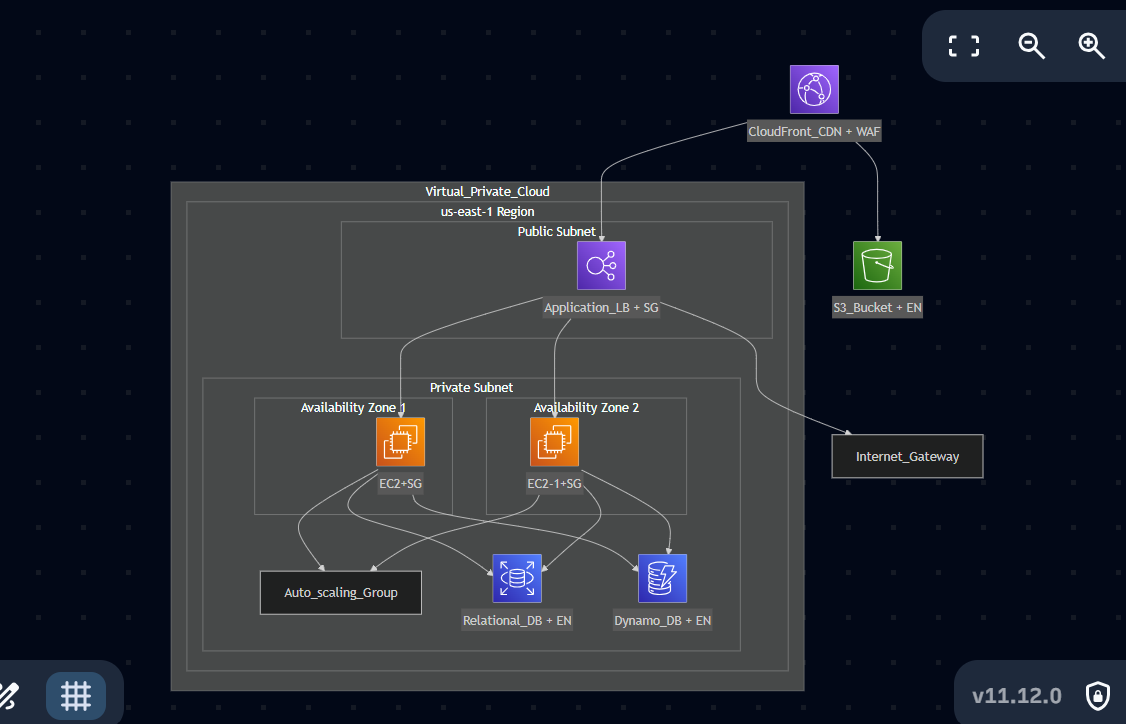 CloudFront_CDN + WAF
Virtual_Private_Cloud
us-east-1 Region
Public Subnet
Application_LB + SG
S3_Bucket + EN
Private Subnet
Availability Zone 1
Availability Zone 2
EC2+SG
EC2-1+SG
Internet_Gateway
Auto_scaling_Group
Relational_DB + EN
Dynamo_DB + EN
v11.12.0